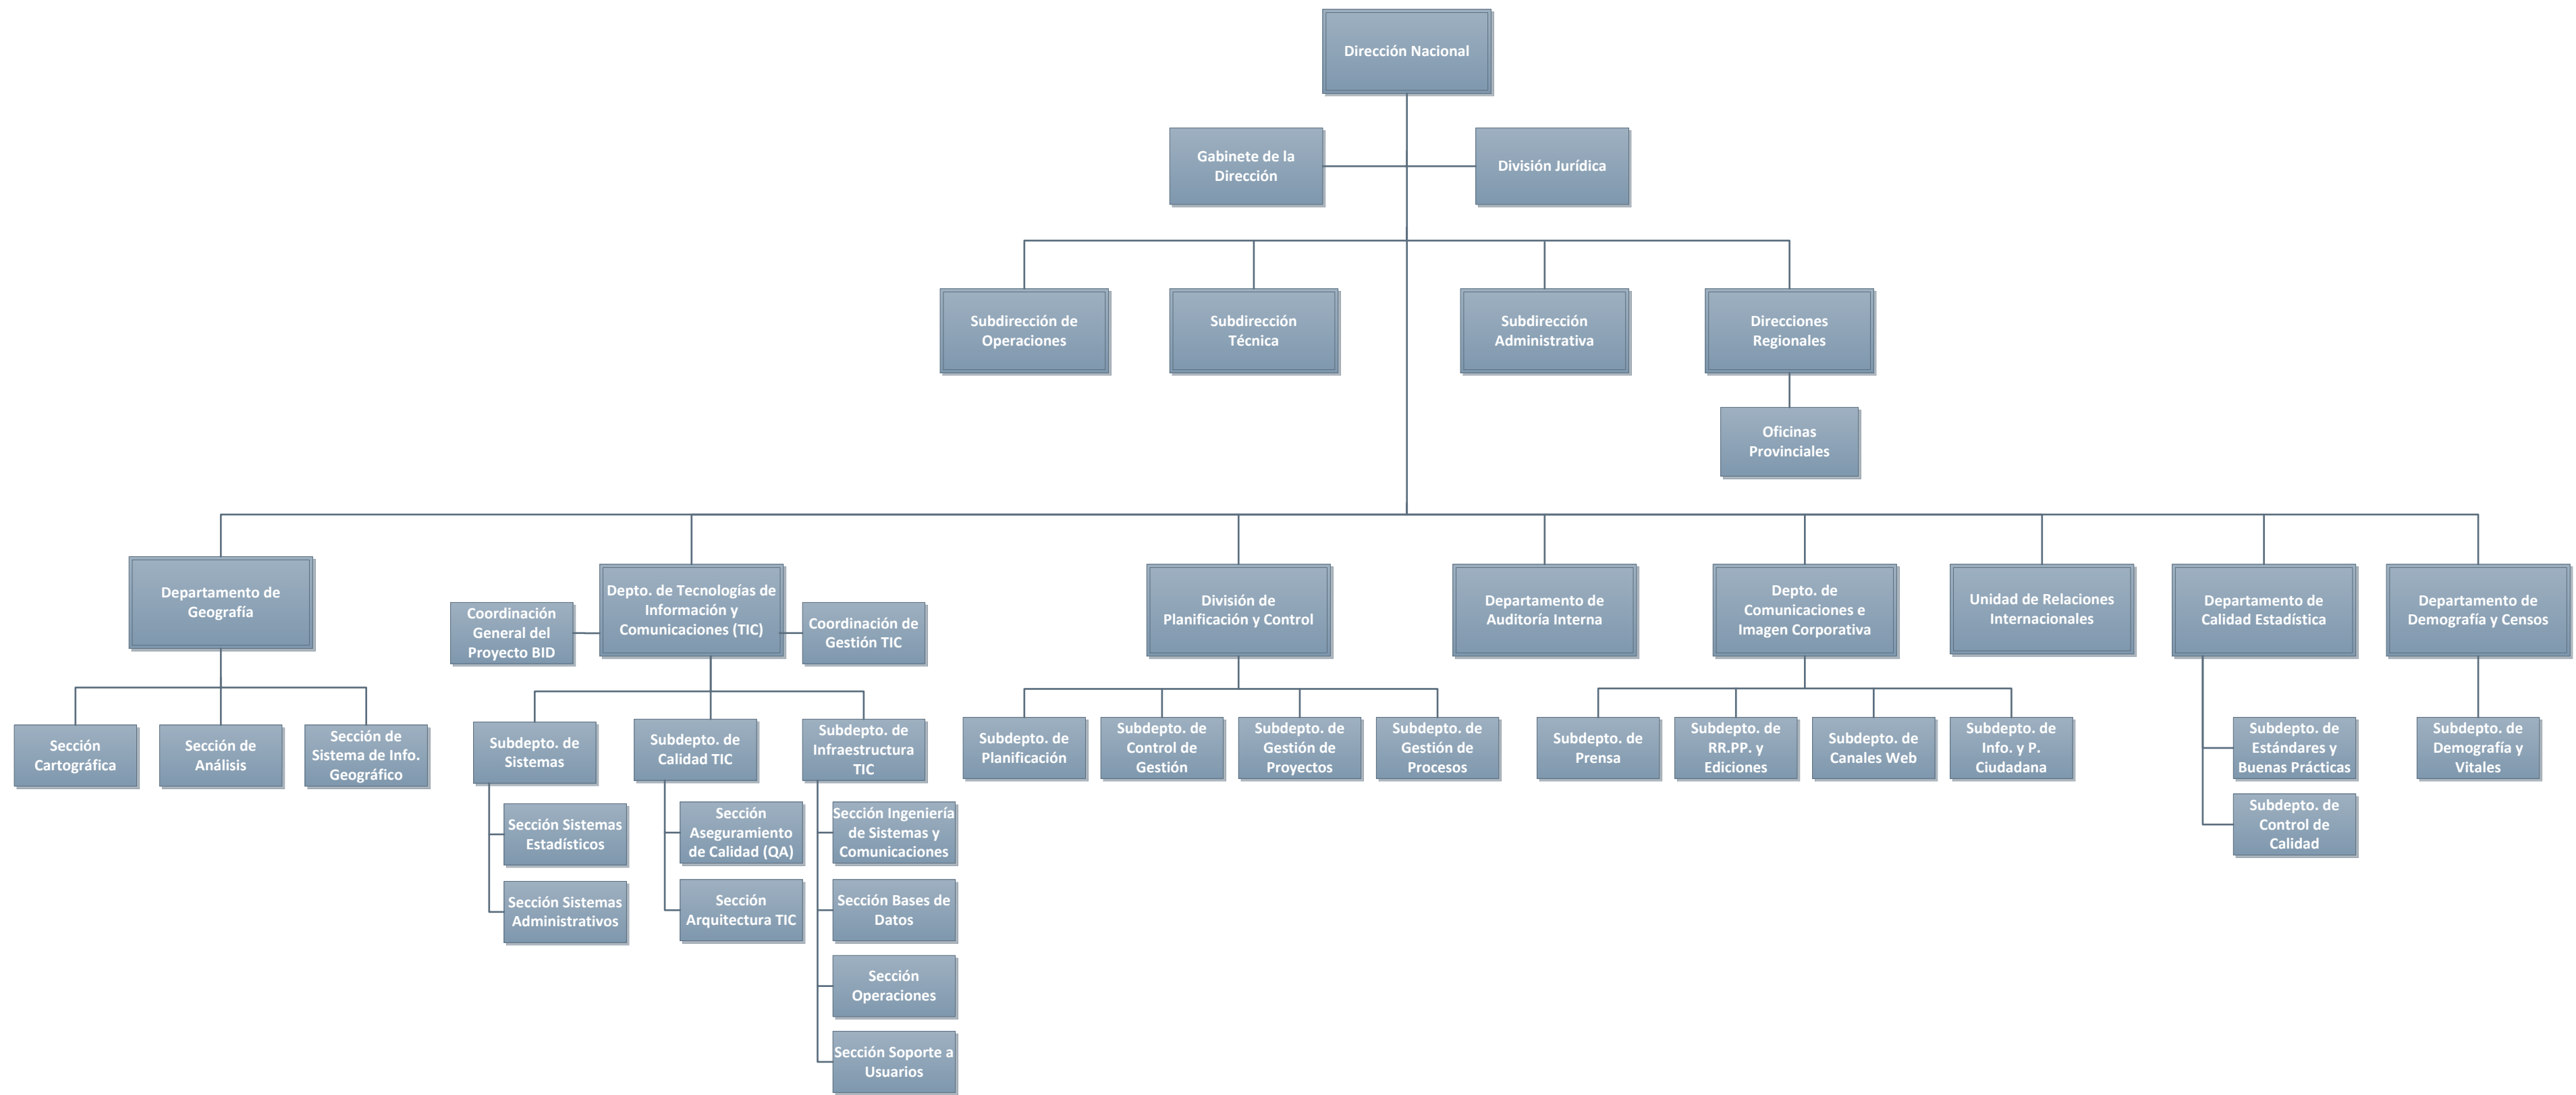 Dirección Nacional
Gabinete de la
Dirección
División Jurídica
Subdirección de
Operaciones
Subdirección
Técnica
Subdirección
Administrativa
Direcciones
Regionales
Oficinas
Provinciales
Departamento de
Geografía
Coordinación
General del
Proyecto BID
Depto. de Tecnologías de
Información y
Comunicaciones (TIC)
Coordinación de
Gestión TIC
División de
Planificación y Control
Departamento de
Auditoría Interna
Depto. de
Comunicaciones e
Imagen Corporativa
Unidad de Relaciones
Internacionales
Departamento de
Calidad Estadística
Departamento de
Demografía y Censos
Sección
Cartográfica
Sección de
Análisis
Sección de
Sistema de Info.
Geográfico
Subdepto. de
Sistemas
Subdepto. de
Calidad TIC
Subdepto. de
Infraestructura
TIC
Subdepto. de
Planificación
Subdepto. de
Control de
Gestión
Subdepto. de
Gestión de
Proyectos
Subdepto. de
Gestión de
Procesos
Subdepto. de
Prensa
Subdepto. de
RR.PP. y
Ediciones
Subdepto. de
Canales Web
Subdepto. de
Info. y P.
Ciudadana
Subdepto. de
Estándares y
Buenas Prácticas
Subdepto. de
Demografía y
Vitales
Sección Sistemas
Estadísticos
Sección
Aseguramiento
de Calidad (QA)
Sección Ingeniería
de Sistemas y
Comunicaciones
Subdepto. de
Control de
Calidad
Sección Sistemas
Administrativos
Sección
Arquitectura TIC
Sección Bases de
Datos
Sección
Operaciones
Sección Soporte a
Usuarios